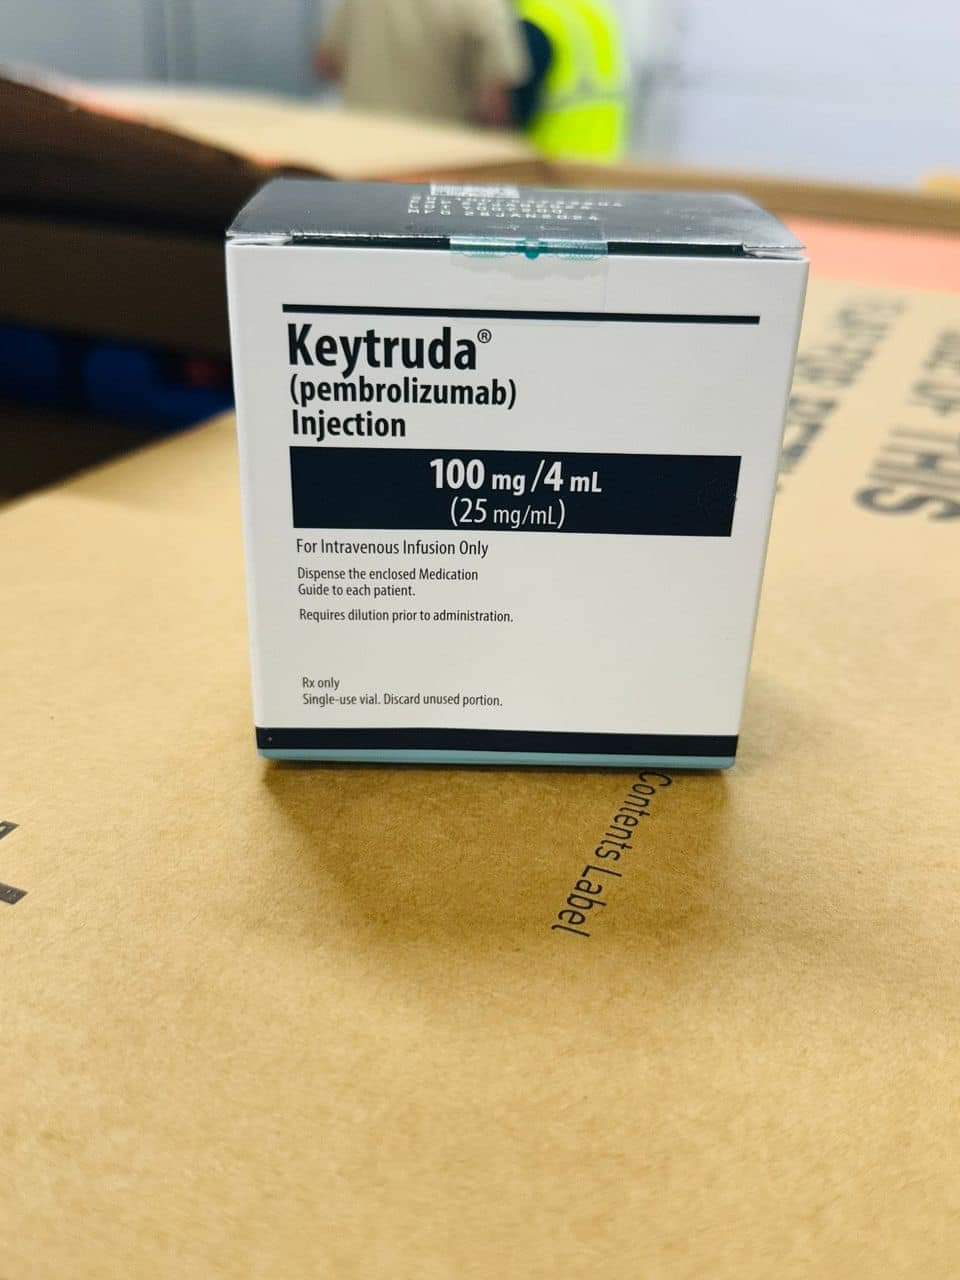 Keytruda®
(pembrolizumab)
Injection
100 mg/4 mL
(25 mg/mL)
For Intravenous Infusion Only
Dispense the enclosed Medication
Guide to each patient.
Requires dilution prior to administration.
Rx only
Single-use vial. Discard unused portion.
Contents Label
THIS